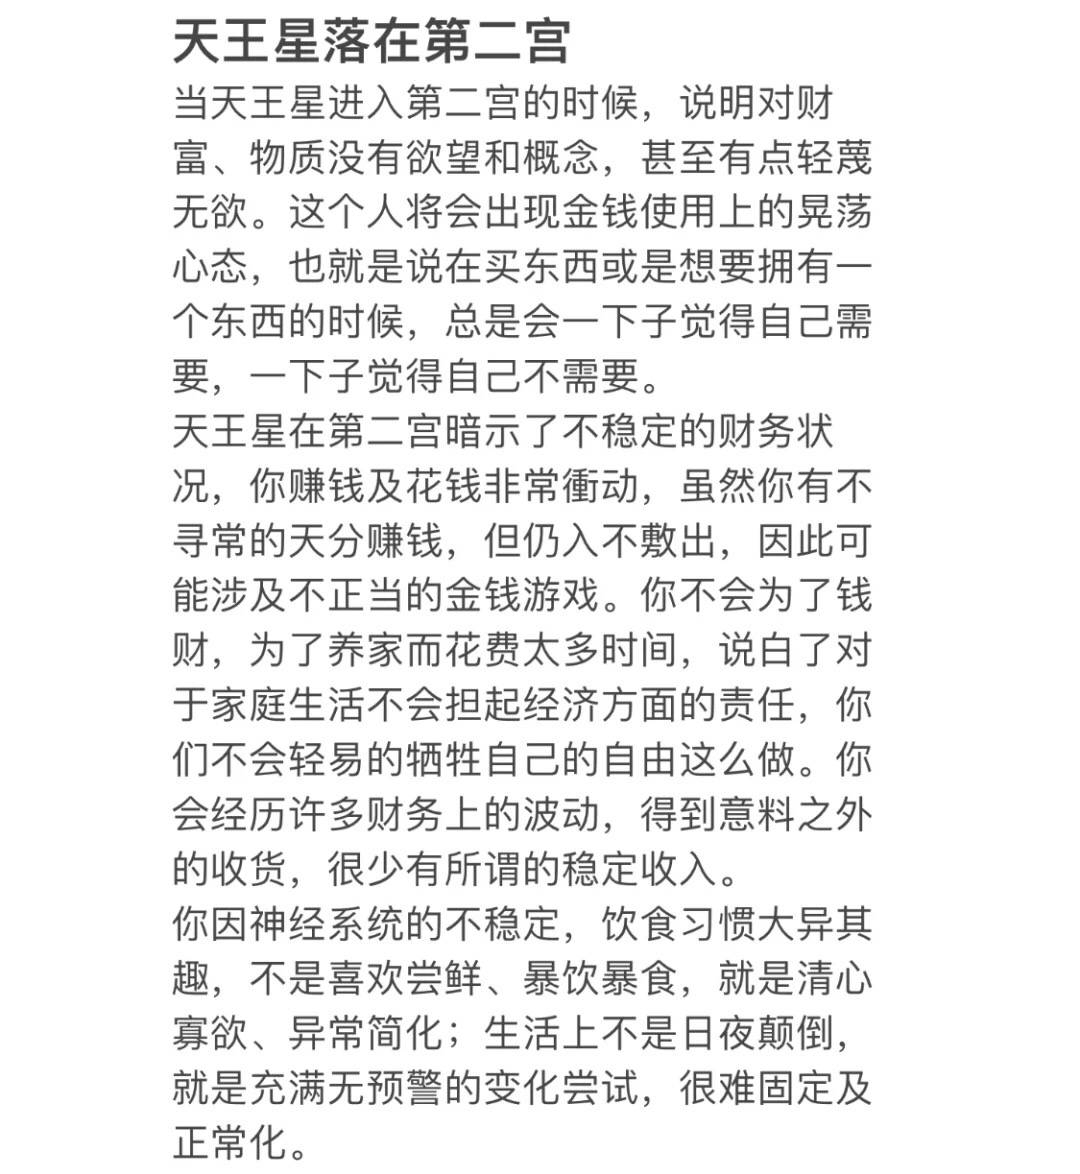 天王星落在第二宫
当天王星进入第二宫的时候，说明对财
富、物质没有欲望和概念，甚至有点轻蔑
无欲。这个人将会出现金钱使用上的晃荡
心态，也就是说在买东西或是想要拥有一
个东西的时候，总是会一下子觉得自己需
要，一下子觉得自己不需要。
天王星在第二宫暗示了不稳定的财务状
况，你赚钱及花钱非常衝动，虽然你有不
寻常的天分赚钱，但仍入不敷出，因此可
能涉及不正当的金钱游戏。你不会为了钱
财，为了养家而花费太多时间，说白了对
于家庭生活不会担起经济方面的责任，你
们不会轻易的牺牲自己的自由这么做。你
会经历许多财务上的波动，得到意料之外
的收货，很少有所谓的稳定收入。
你因神经系统的不稳定，饮食习惯大异其
趣，不是喜欢尝鲜、暴饮暴食，就是清心
寡欲、异常简化；生活上不是日夜颠倒，
就是充满无预警的变化尝试，很难固定及
正常化。